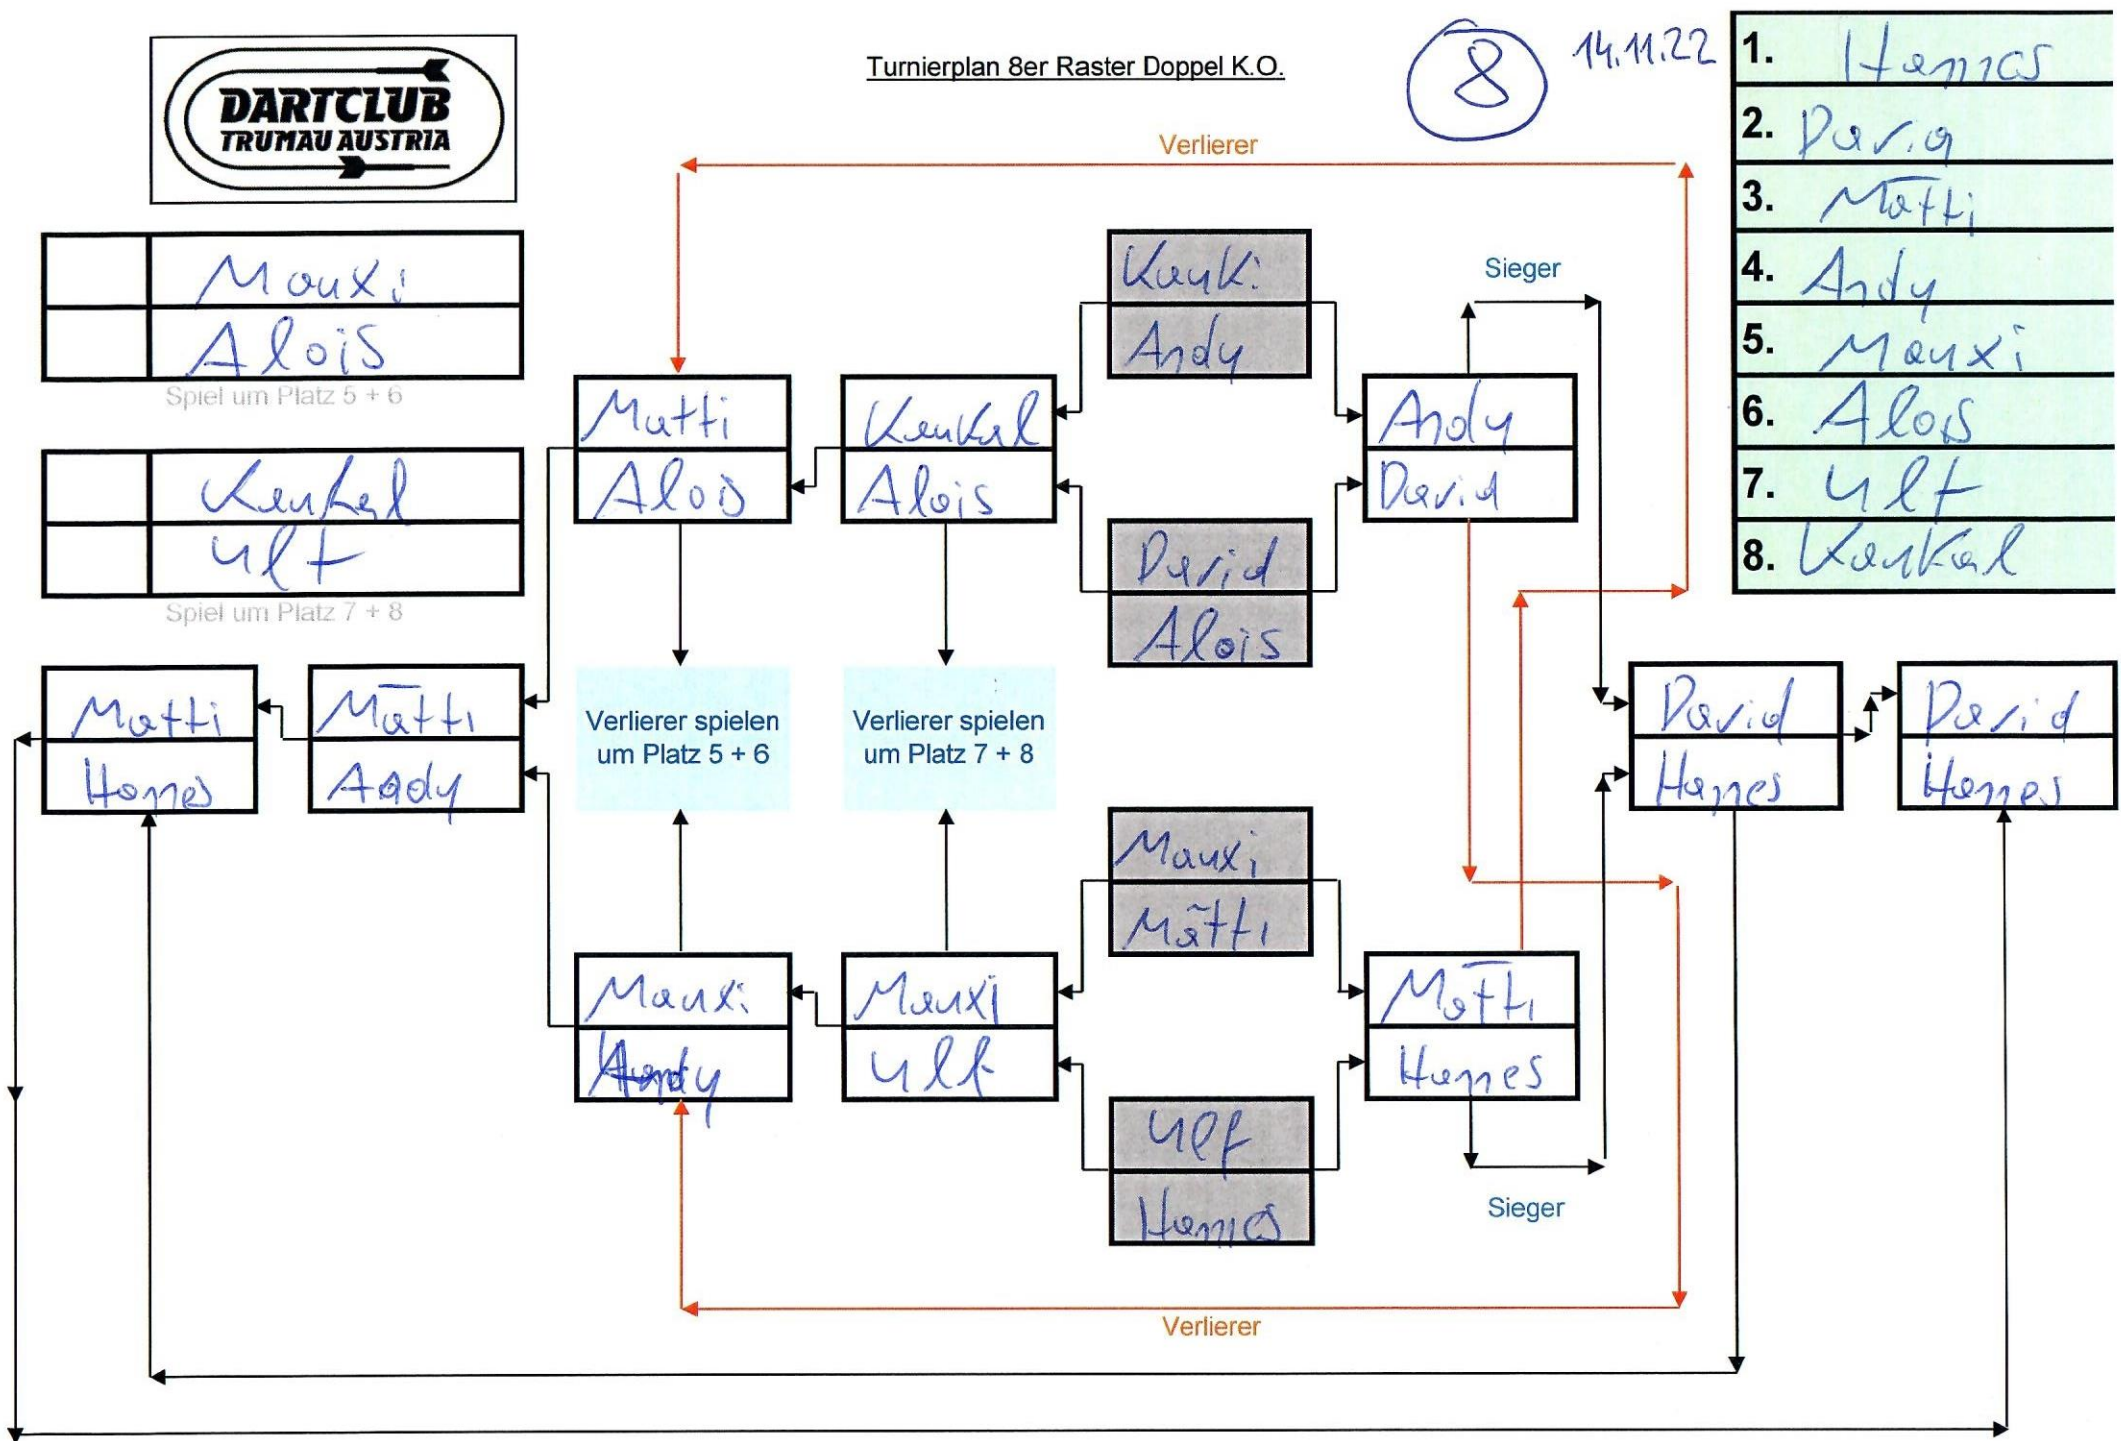 Turnierplan 8er Raster Doppel K.O.
8
14.11.22
DARTCLUB
TRUMAU AUSTRIA
1. Hannes
2. David
3. Matti
4. Andy
5. Mauxi
6. Alois
7. Ulf
8. Kaukal
Verlierer
Mauxi
Alois
Spiel um Platz 5 + 6
Kaukal
Ulf
Spiel um Platz 7 + 8
Kauki
Andy
Sieger
Matti
Alois
Kaukal
Alois
Andy
David
David
Alois
Matti
Hannes
Matti
Andy
Verlierer spielen
um Platz 5 + 6
Verlierer spielen
um Platz 7 + 8
David
Hannes
David
Hannes
Mauxi
Matti
Mauxi
Andy
Mauxi
Ulf
Matti
Hannes
Ulf
Hannes
Sieger
Verlierer